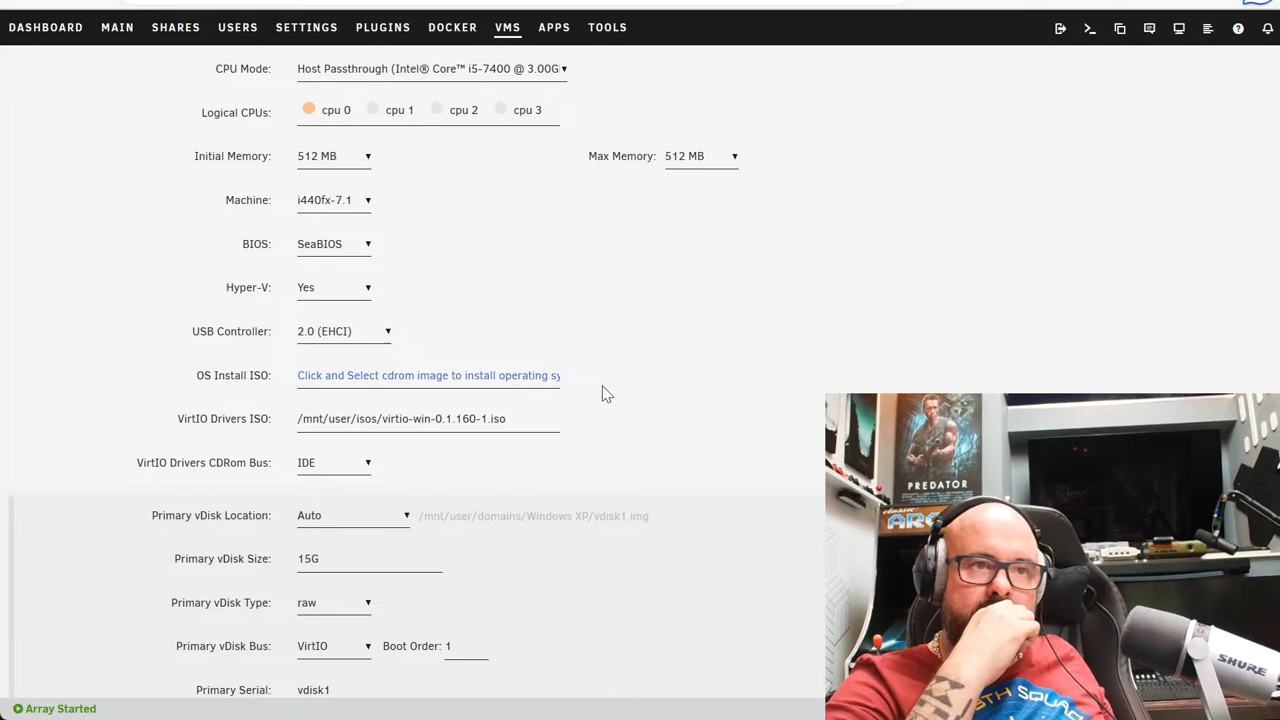 DASHBOARD MAIN SHARES USERS SETTINGS PLUGINS DOCKER VMS APPS TOOLS
CPU Mode: Host Passthrough (Intel® Core™ i5-7400 @ 3.00G
Logical CPUs: cpu 0 cpu 1 cpu 2 cpu 3
Initial Memory: 512 MB Max Memory: 512 MB
Machine: i440fx-7.1
BIOS: SeaBIOS
Hyper-V: Yes
USB Controller: 2.0 (EHCI)
OS Install ISO: Click and Select cdrom image to install operating sy
VirtIO Drivers ISO: /mnt/user/isos/virtio-win-0.1.160-1.iso
VirtIO Drivers CDRom Bus: IDE
Primary vDisk Location: Auto /mnt/user/domains/Windows XP/vdisk1.img
Primary vDisk Size: 15G
Primary vDisk Type: raw
Primary vDisk Bus: VirtIO Boot Order: 1
Primary Serial: vdisk1
Array Started
PREDATOR
classic
SHURE